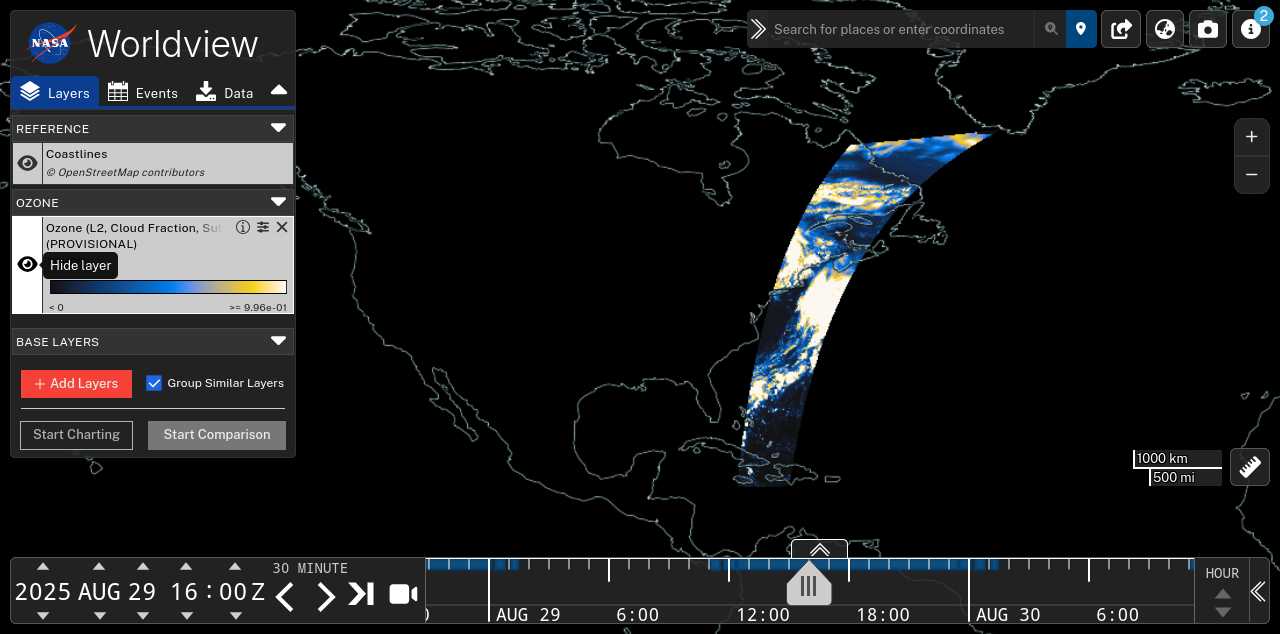 NASA
Worldview
Layers
Events
Data
REFERENCE
Coastlines
© OpenStreetMap contributors
OZONE
Ozone (L2, Cloud Fraction,
(PROVISIONAL)
Hide layer
< 0
>= 9.96e-01
BASE LAYERS
+ Add Layers
Group Similar Layers
Start Charting
Start Comparison
Search for places or enter coordinates
2
+
−
1000 km
500 mi
2025 AUG 29 16 : 00 Z
30 MINUTE
AUG 29
6:00
12:00
18:00
AUG 30
6:00
HOUR